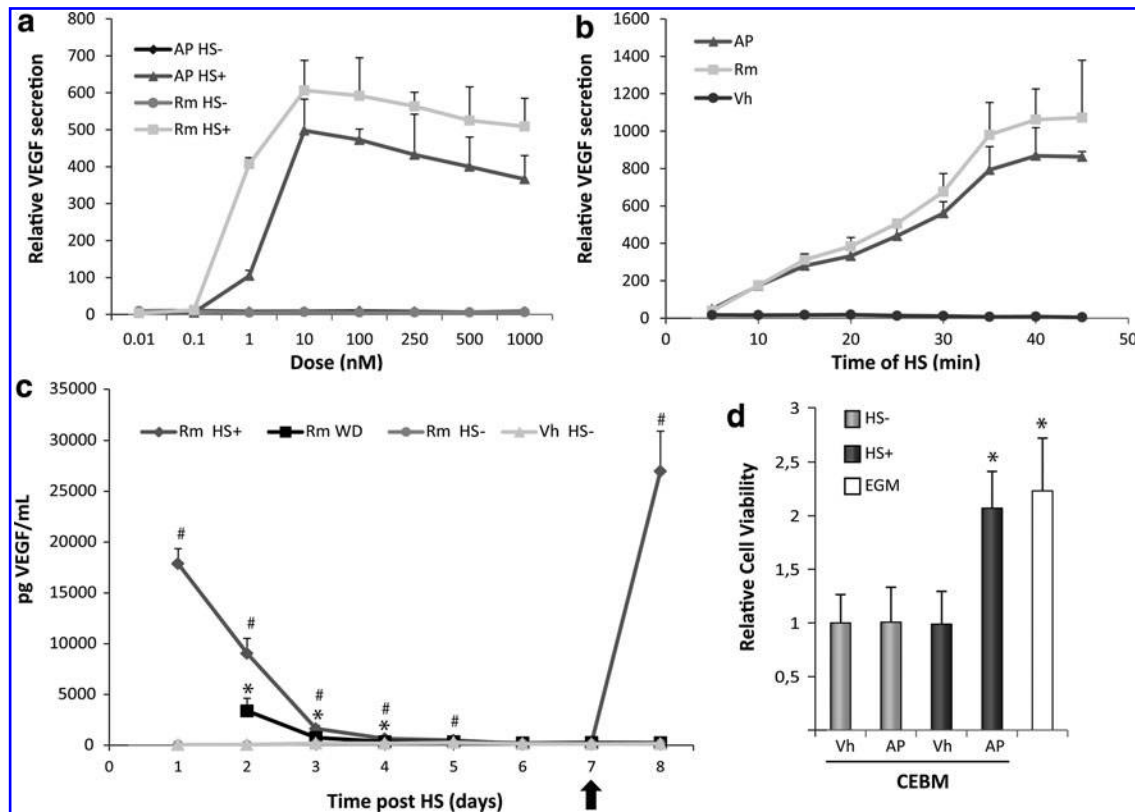 a
Relative VEGF secretion
800
700
600
500
400
300
200
100
0
AP HS-
AP HS+
Rm HS-
Rm HS+
0.01 0.1 1 10 100 250 500 1000
Dose (nM)
b
Relative VEGF secretion
1600
1400
1200
1000
800
600
400
200
0
AP
Rm
Vh
0 10 20 30 40 50
Time of HS (min)
c
pg VEGF/mL
35000
30000
25000
20000
15000
10000
5000
0
Rm HS+ Rm WD Rm HS- Vh HS-
#
#
*
#
*
#
*
#
#
0 1 2 3 4 5 6 7 8
Time post HS (days)
d
Relative Cell Viability
3
2,5
2
1,5
1
0,5
HS-
HS+
EGM
* *
Vh AP Vh AP
CEBM